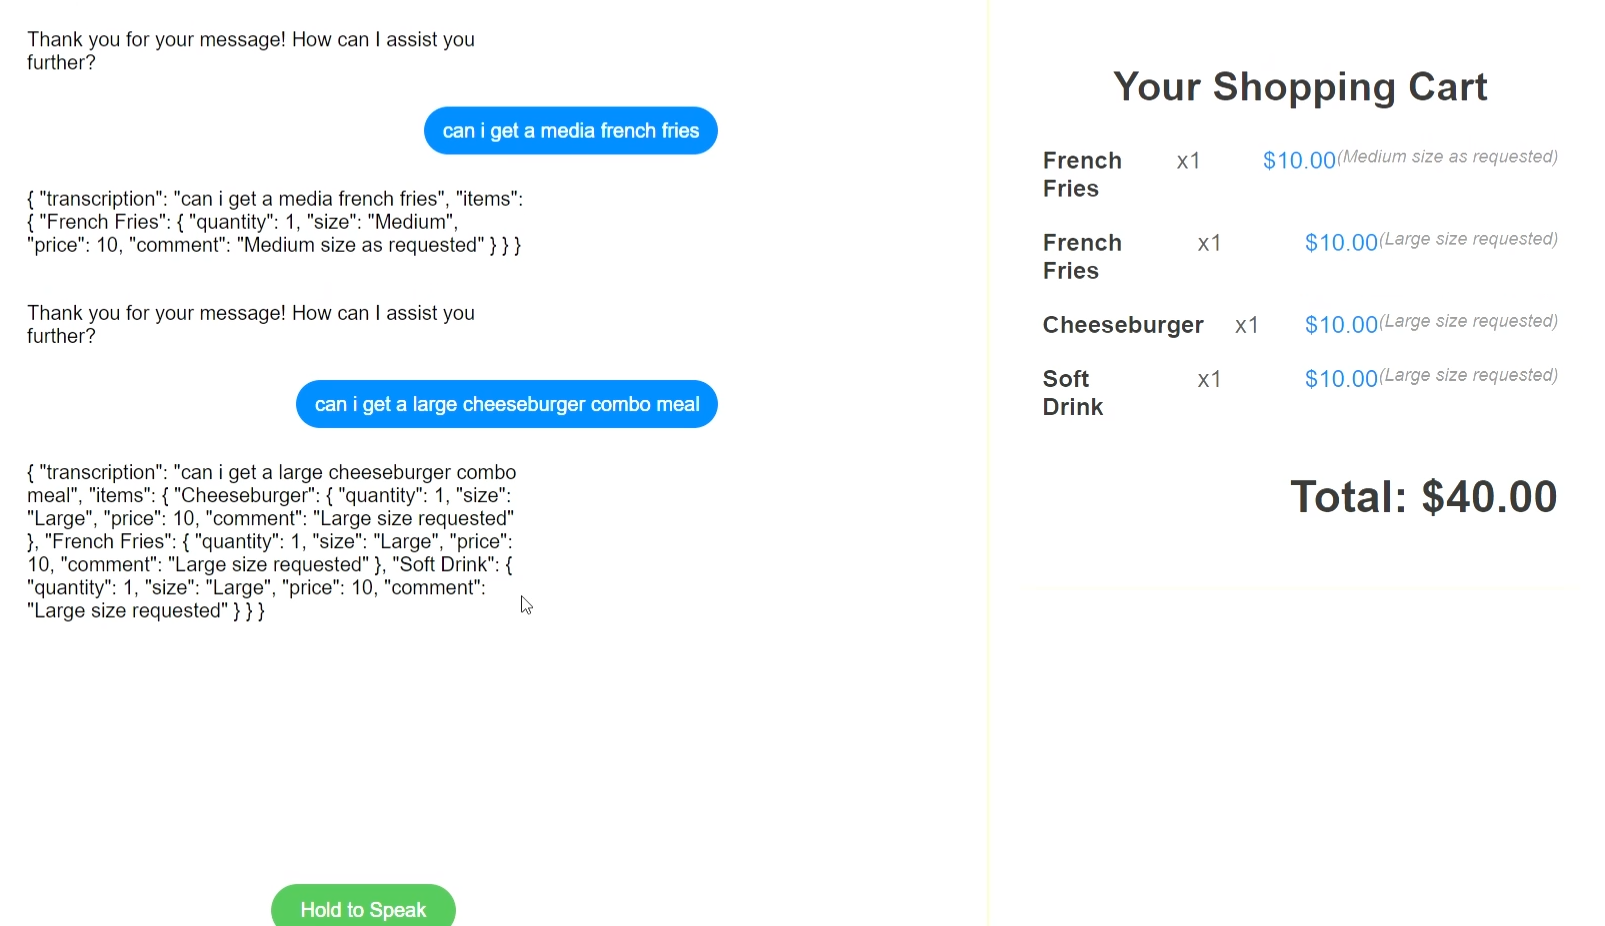 Thank you for your message! How can I assist you
further?
can i get a media french fries
{ "transcription": "can i get a media french fries", "items":
{ "French Fries": { "quantity": 1, "size": "Medium",
"price": 10, "comment": "Medium size as requested" } } }
Thank you for your message! How can I assist you
further?
can i get a large cheeseburger combo meal
{ "transcription": "can i get a large cheeseburger combo
meal", "items": { "Cheeseburger": { "quantity": 1, "size":
"Large", "price": 10, "comment": "Large size requested"
}, "French Fries": { "quantity": 1, "size": "Large", "price":
10, "comment": "Large size requested" }, "Soft Drink": {
"quantity": 1, "size": "Large", "price": 10, "comment":
"Large size requested" } } }
Hold to Speak
Your Shopping Cart
French x1 $10.00 (Medium size as requested)
Fries
French x1 $10.00 (Large size requested)
Fries
Cheeseburger x1 $10.00 (Large size requested)
Soft x1 $10.00 (Large size requested)
Drink
Total: $40.00